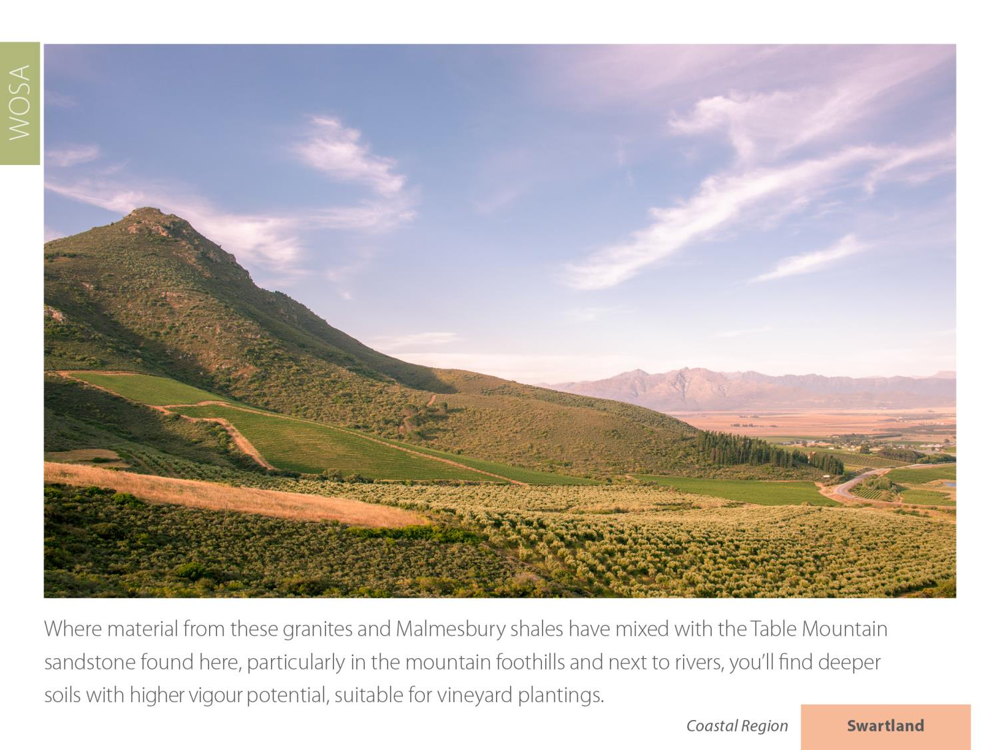 WOSA
Where material from these granites and Malmesbury shales have mixed with the Table Mountain
sandstone found here, particularly in the mountain foothills and next to rivers, you’ll find deeper
soils with higher vigour potential, suitable for vineyard plantings.
Coastal Region
Swartland